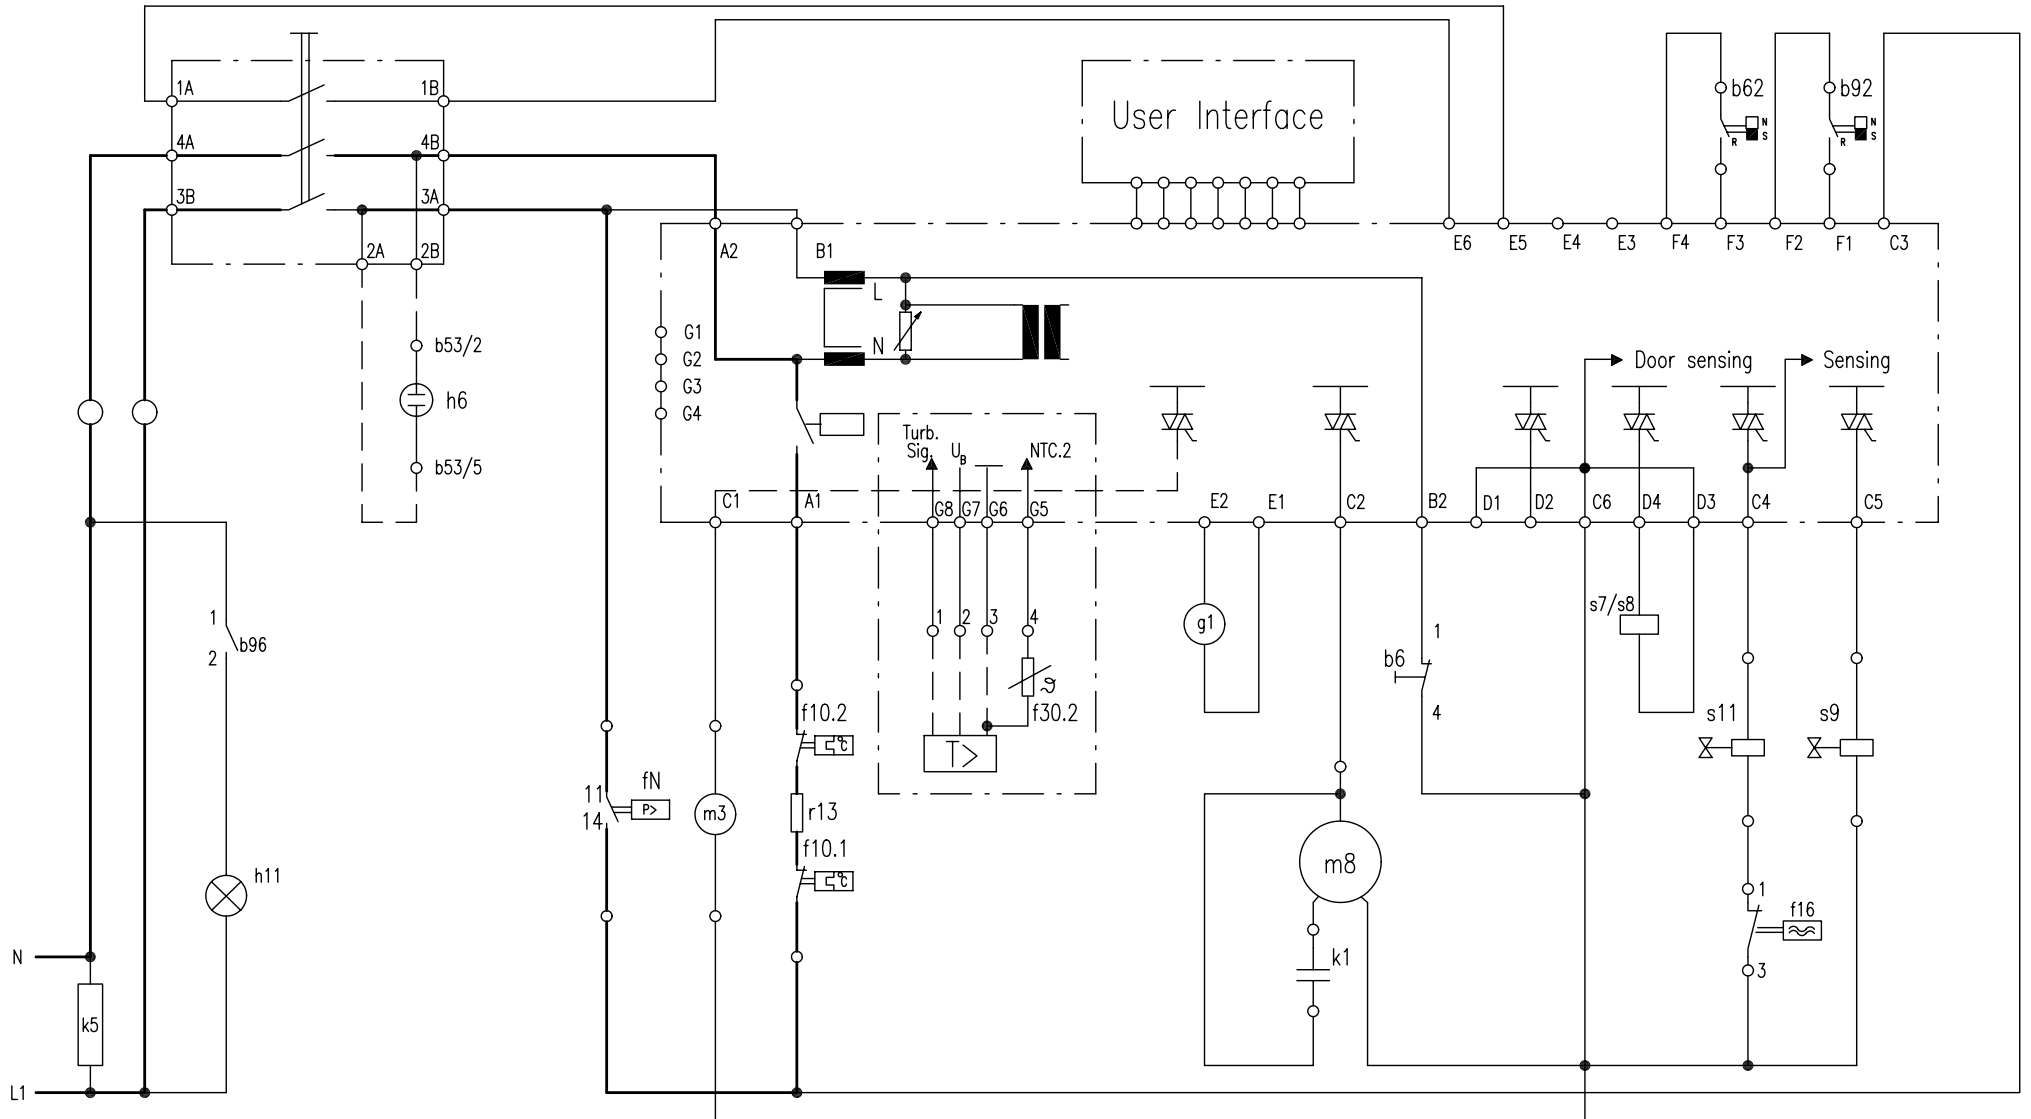 1A 1B
b62 b92
N N
S S
R R
User Interface
4A 4B
3B 3A
2A 2B
A2 B1 E6 E5 E4 E3 F4 F3 F2 F1 C3
L
G1
G2
G3
G4
N
b53/2
h6
b53/5
Door sensing Sensing
Turb.
Sig. UB NTC.2
C1 A1 G8 G7 G6 G5 E2 E1 C2 B2 D1 D2 C6 D4 D3 C4 C5
1 2 3 4
g1
s7/s8
1
b96
2
1
b6
4
f10.2 °C
f30.2
T>
s11 s9
11 fN
14 P>
m3
r13
f10.1 °C
m8
h11
1
f16
3
k1
N
k5
L1